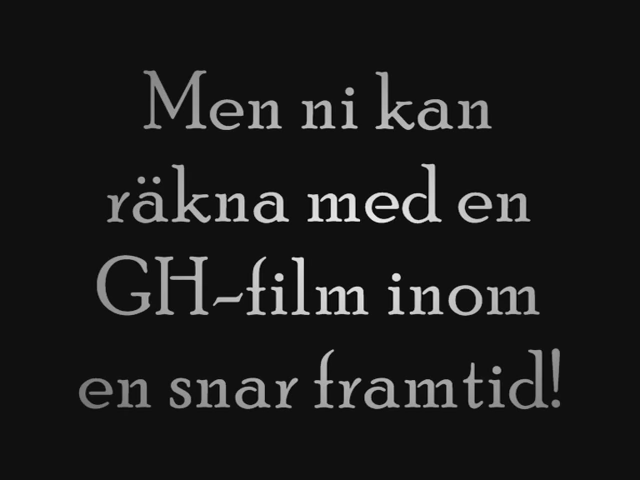 Men ni kan
räkna med en
GH-film inom
en snar framtid!